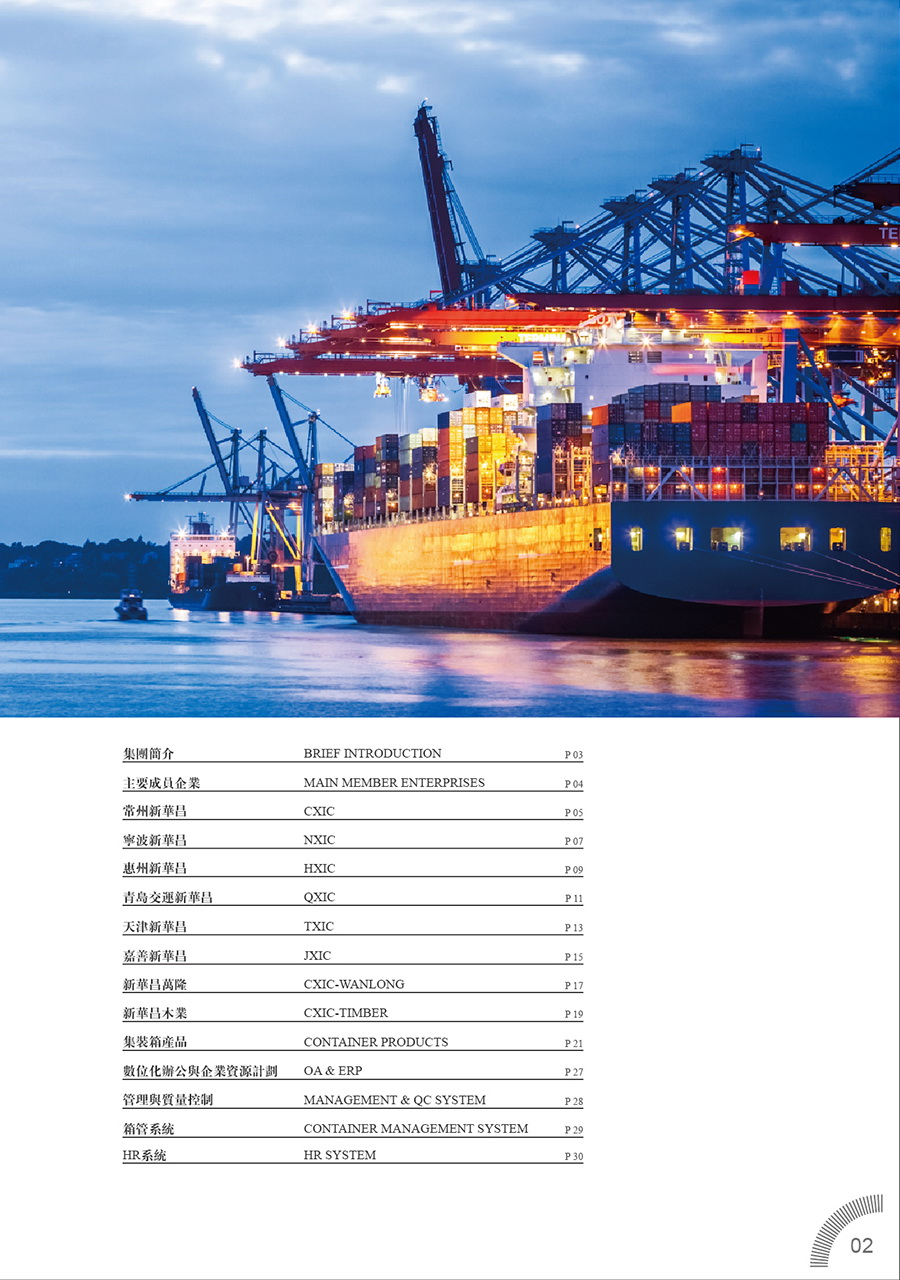 TE
集團簡介 BRIEF INTRODUCTION P 03
主要成員企業 MAIN MEMBER ENTERPRISES P 04
常州新華昌 CXIC P 05
寧波新華昌 NXIC P 07
惠州新華昌 HXIC P 09
青島交運新華昌 QXIC P 11
天津新華昌 TXIC P 13
嘉善新華昌 JXIC P 15
新華昌萬隆 CXIC-WANLONG P 17
新華昌木業 CXIC-TIMBER P 19
集裝箱産品 CONTAINER PRODUCTS P 21
數位化辦公與企業資源計劃 OA & ERP P 27
管理與質量控制 MANAGEMENT & QC SYSTEM P 28
箱管系統 CONTAINER MANAGEMENT SYSTEM P 29
HR系統 HR SYSTEM P 30
02